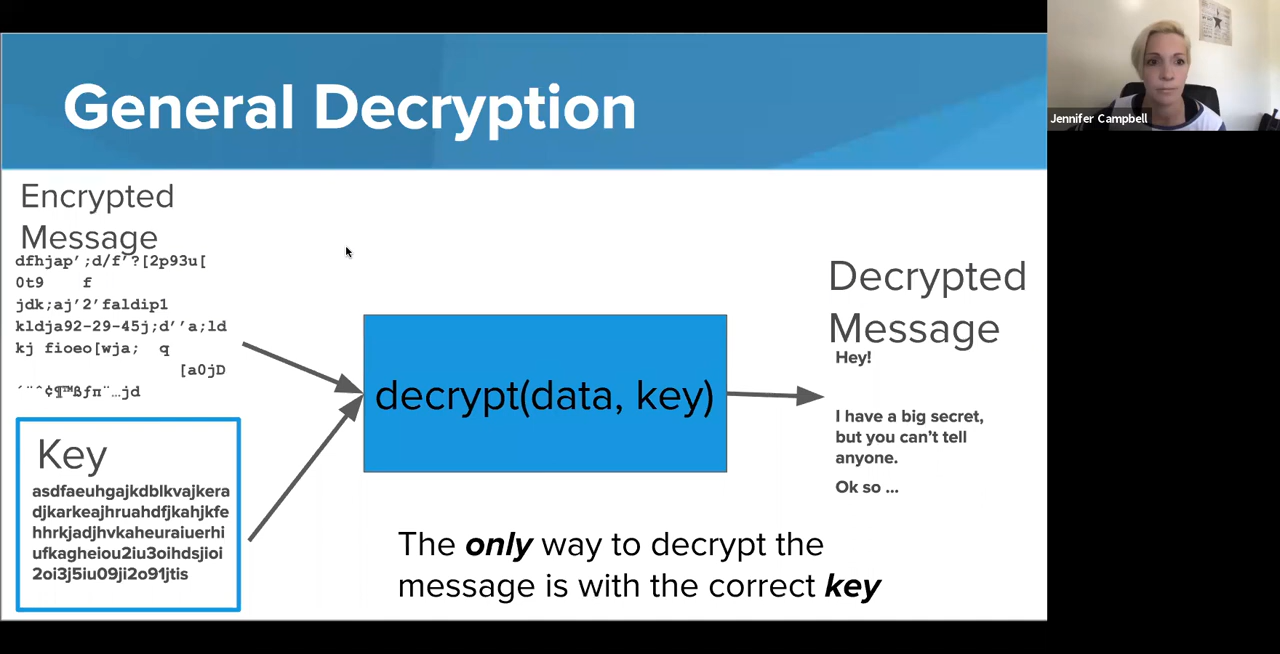 General Decryption
Jennifer Campbell
Encrypted
Message
dfhjap’;d/f’?[2p93u[
0t9    f
jdk;aj’2’faldip1
kldja92-29-45j;d’’a;ld
kj fioeo[wja;  q
[a0jD
´¨ˆ¢¶™ßƒπ¨…jd
Key
asdfaeuhgajkdblkvajkera
djkarkeajhruahdfjkahjkfe
hhrkjadjhvkaheuraiuerhi
ufkagheiou2iu3oihdsjioi
2oi3j5iu09ji2o91jtis
decrypt(data, key)
Decrypted
Message
Hey!
I have a big secret,
but you can’t tell
anyone.
Ok so ...
The only way to decrypt the
message is with the correct key